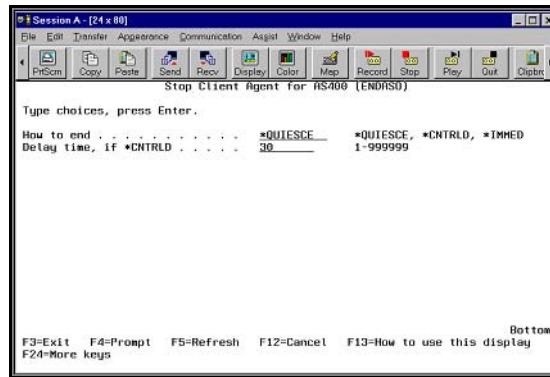 Session A - [24 x 80]
File Edit Transfer Appearance Communication Assist Window Help
PrtScrn Copy Paste Send Recv Display Color Map Record Stop Play Quit Clipbrd
Stop Client Agent for AS400 (ENDASO)
Type choices, press Enter.
How to end . . . . . . . . . . . *QUIESCE *QUIESCE, *CNTRLD, *IMMED
Delay time, if *CNTRLD . . . . . 30 1-999999
Bottom
F3=Exit F4=Prompt F5=Refresh F12=Cancel F13=How to use this display
F24=More keys